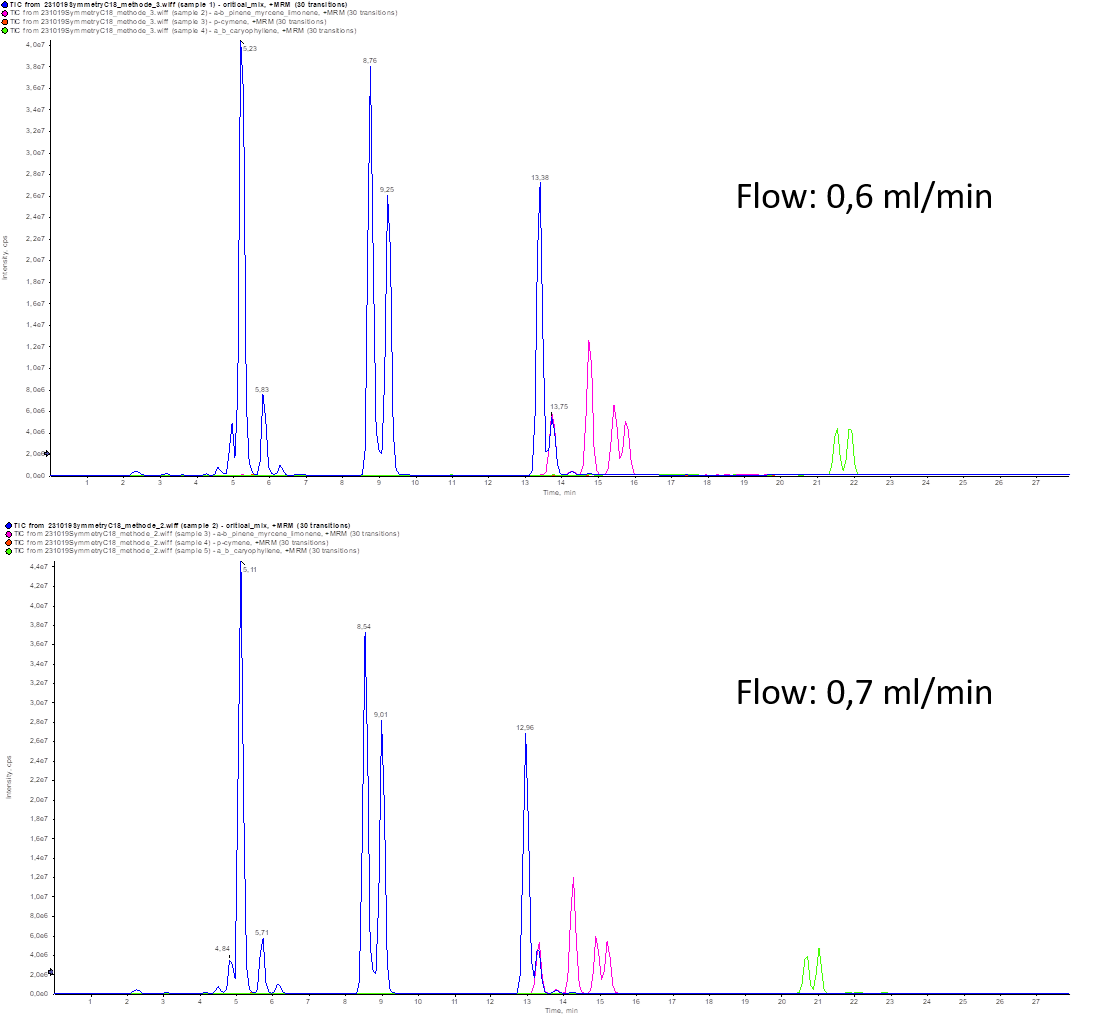 TIC from 231019SymmetryC18_methode_3.wiff (sample 1) - critical_mix, +MRM (30 transitions)
TIC from 231019SymmetryC18_methode_3.wiff (sample 2) - a-b_pinene_myrcene_limonene, +MRM (30 transitions)
TIC from 231019SymmetryC18_methode_3.wiff (sample 3) - p-cymene, +MRM (30 transitions)
TIC from 231019SymmetryC18_methode_3.wiff (sample 4) - a_b_caryophyllene, +MRM (30 transitions)
4,0e7
5,23
3,8e7
8,76
3,6e7
3,4e7
3,2e7
3,0e7
2,8e7
13,38
2,6e7
9,25
Flow: 0,6 ml/min
2,4e7
2,2e7
Intensity, cps
2,0e7
1,8e7
1,6e7
1,4e7
1,2e7
1,0e7
8,0e6
5,83
6,0e6
13,75
4,0e6
2,0e6
0,0e0
1 2 3 4 5 6 7 8 9 10 11 12 13 14 15 16 17 18 19 20 21 22 23 24 25 26 27
Time, min
TIC from 231019SymmetryC18_methode_2.wiff (sample 2) - critical_mix, +MRM (30 transitions)
TIC from 231019SymmetryC18_methode_2.wiff (sample 3) - a-b_pinene_myrcene_limonene, +MRM (30 transitions)
TIC from 231019SymmetryC18_methode_2.wiff (sample 4) - p-cymene, +MRM (30 transitions)
TIC from 231019SymmetryC18_methode_2.wiff (sample 5) - a_b_caryophyllene, +MRM (30 transitions)
4,4e7
5,11
4,2e7
4,0e7
3,8e7
8,54
3,6e7
3,4e7
3,2e7
3,0e7
Flow: 0,7 ml/min
2,8e7
9,01
12,96
2,6e7
2,4e7
2,2e7
Intensity, cps
2,0e7
1,8e7
1,6e7
1,4e7
1,2e7
1,0e7
8,0e6
6,0e6
5,71
4,84
4,0e6
2,0e6
0,0e0
1 2 3 4 5 6 7 8 9 10 11 12 13 14 15 16 17 18 19 20 21 22 23 24 25 26 27
Time, min